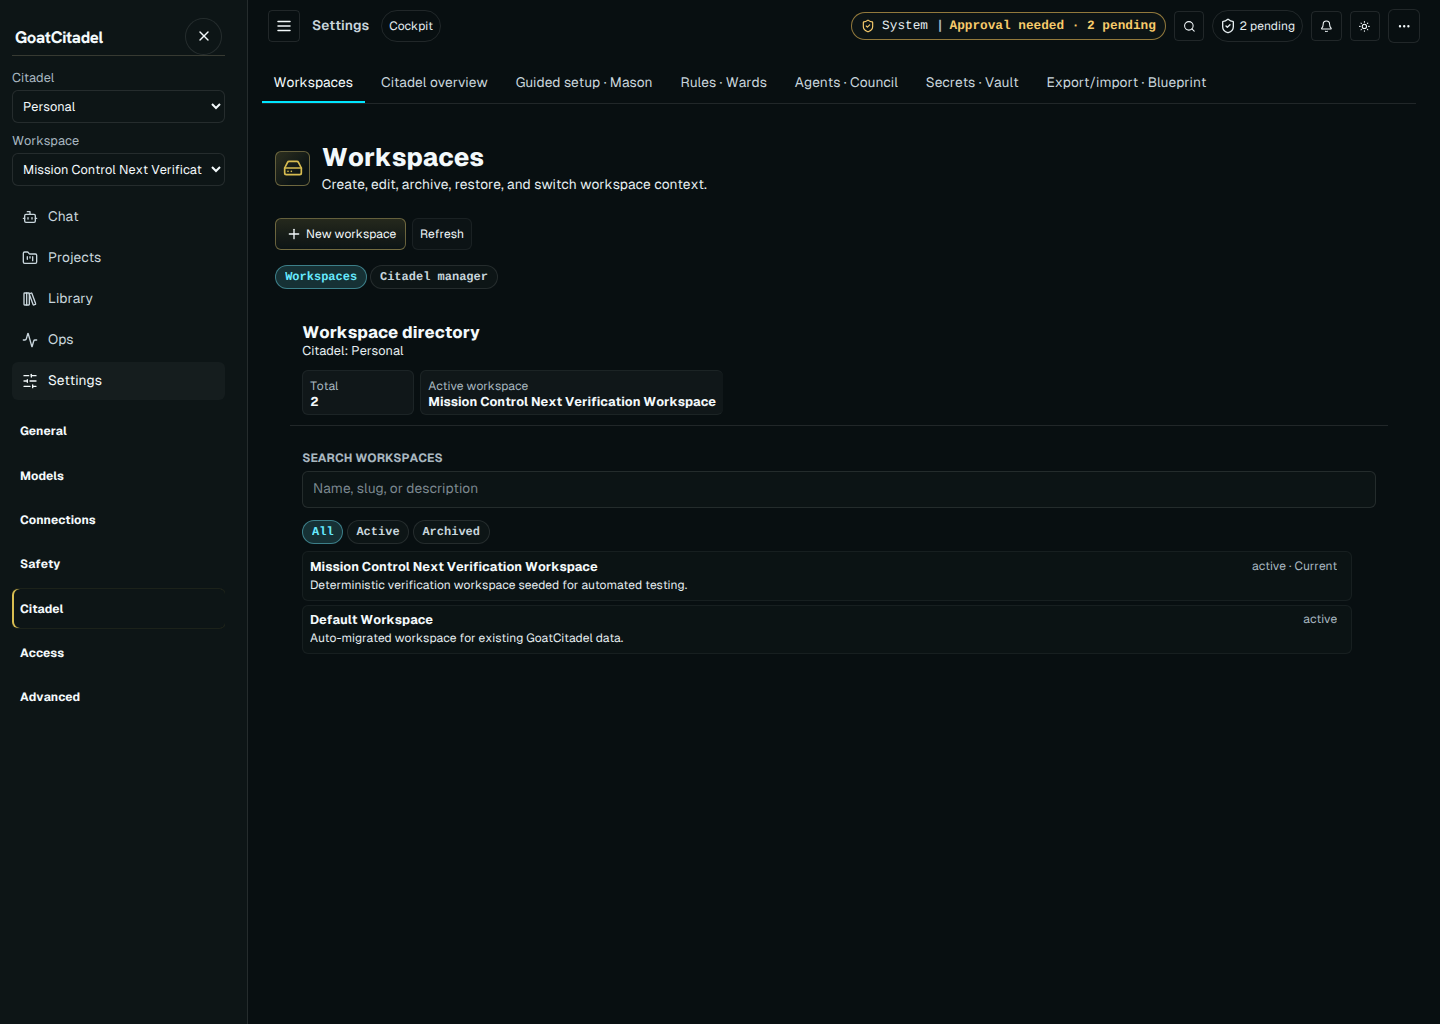 GoatCitadel
Citadel
Personal
Workspace
Mission Control Next Verificat
Chat
Projects
Library
Ops
Settings
General
Models
Connections
Safety
Citadel
Access
Advanced
Settings Cockpit
System | Approval needed · 2 pending
2 pending
Workspaces Citadel overview Guided setup · Mason Rules · Wards Agents · Council Secrets · Vault Export/import · Blueprint
Workspaces
Create, edit, archive, restore, and switch workspace context.
New workspace Refresh
Workspaces Citadel manager
Workspace directory
Citadel: Personal
Total
2
Active workspace
Mission Control Next Verification Workspace
SEARCH WORKSPACES
Name, slug, or description
All Active Archived
Mission Control Next Verification Workspace active · Current
Deterministic verification workspace seeded for automated testing.
Default Workspace active
Auto-migrated workspace for existing GoatCitadel data.